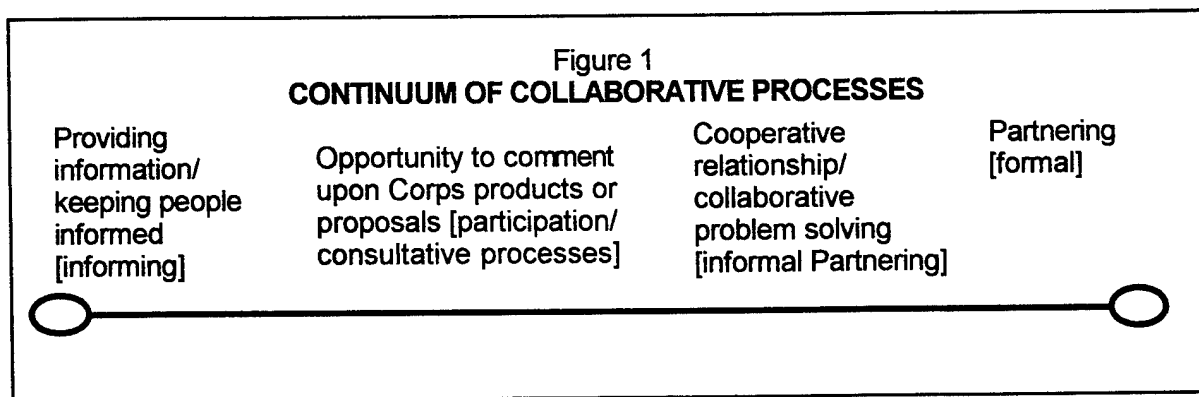 Figure 1
CONTINUUM OF COLLABORATIVE PROCESSES
Providing
information/
keeping people
informed
[informing]
Opportunity to comment
upon Corps products or
proposals [participation/
consultative processes]
Cooperative
relationship/
collaborative
problem solving
[informal Partnering]
Partnering
[formal]